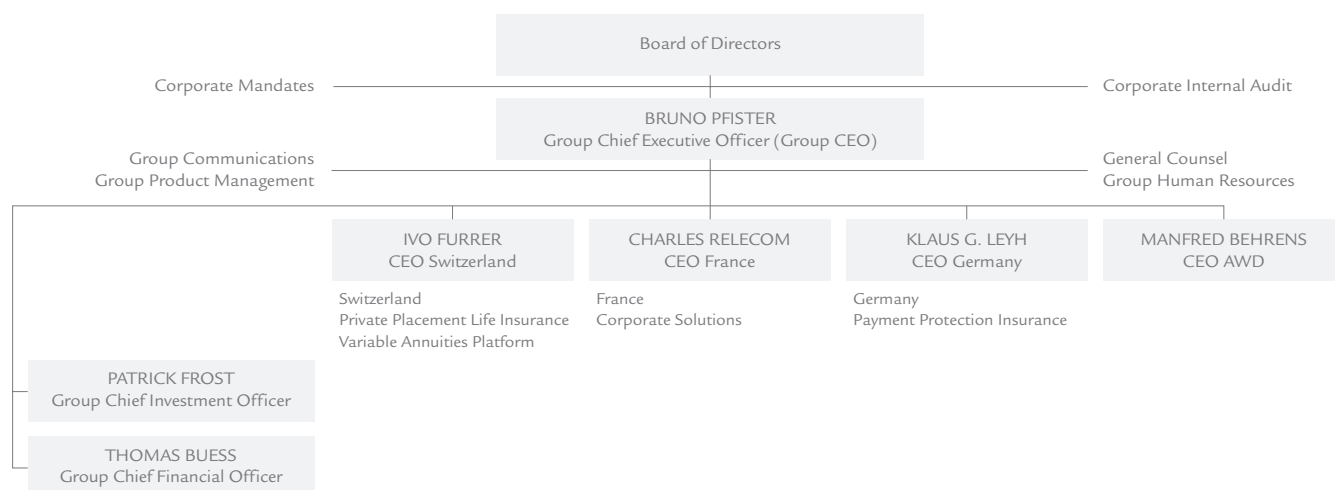 Board of Directors
Corporate Mandates
Corporate Internal Audit
BRUNO PFISTER
Group Chief Executive Officer (Group CEO)
Group Communications
Group Product Management
General Counsel
Group Human Resources
IVO FURRER
CEO Switzerland
CHARLES RELECOM
CEO France
KLAUS G. LEYH
CEO Germany
MANFRED BEHRENS
CEO AWD
Switzerland
Private Placement Life Insurance
Variable Annuities Platform
France
Corporate Solutions
Germany
Payment Protection Insurance
PATRICK FROST
Group Chief Investment Officer
THOMAS BUESS
Group Chief Financial Officer